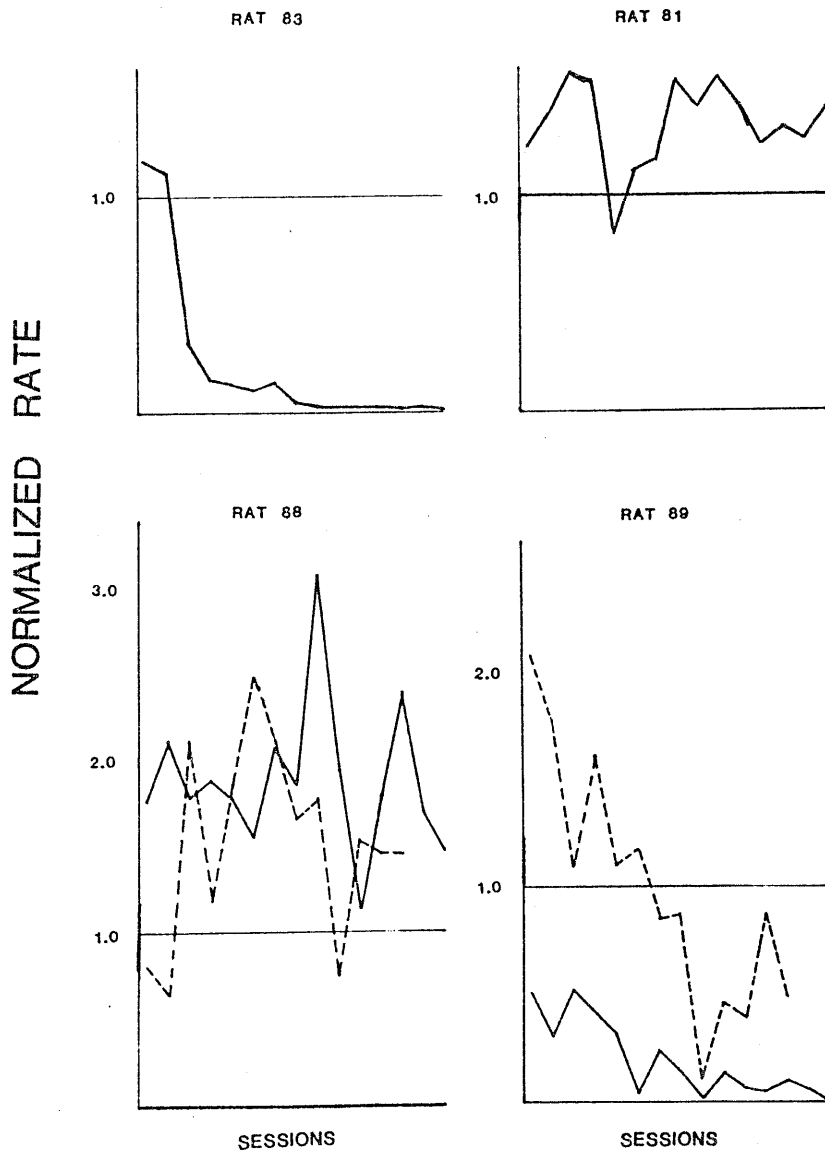 RAT 83
RAT 81
1.0
1.0
NORMALIZED RATE
RAT 88
RAT 89
3.0
2.0
2.0
1.0
1.0
SESSIONS
SESSIONS